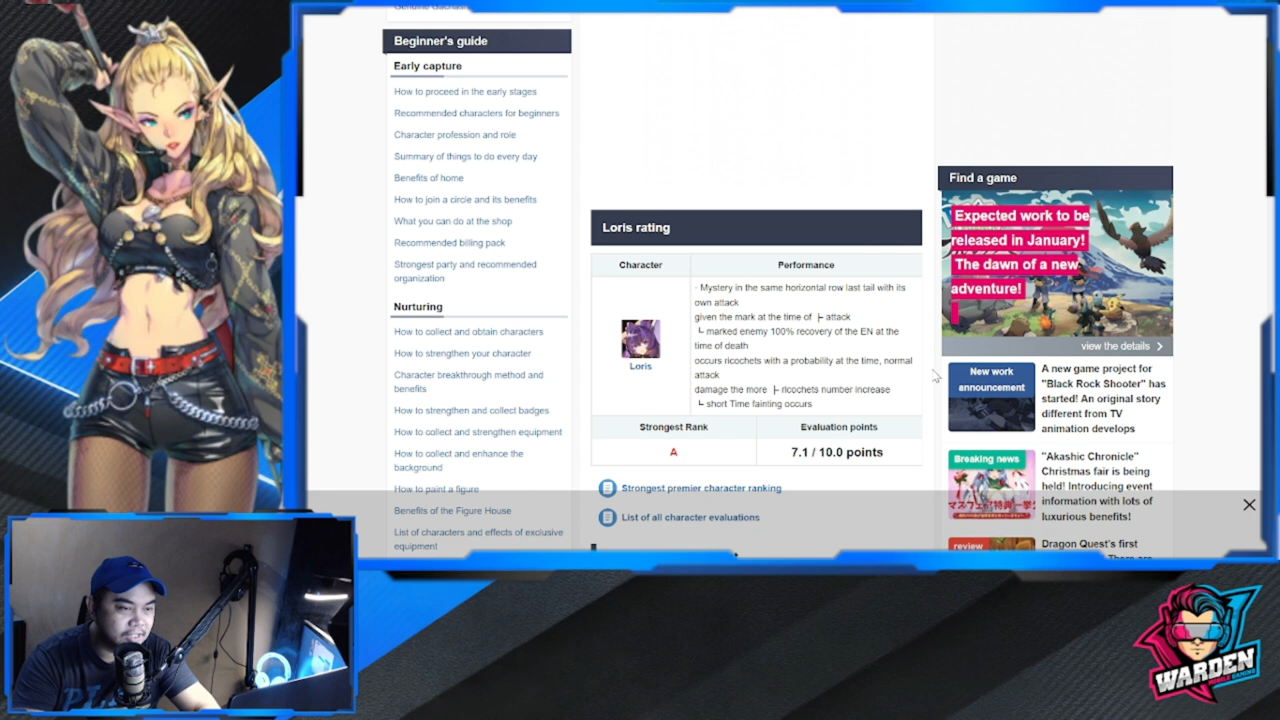 Beginner's guide
Early capture
How to proceed in the early stages
Recommended characters for beginners
Character profession and role
Summary of things to do every day
Benefits of home
How to join a circle and its benefits
What you can do at the shop
Recommended billing pack
Strongest party and recommended
organization
Nurturing
How to collect and obtain characters
How to strengthen your character
Character breakthrough method and
benefits
How to strengthen and collect badges
How to collect and strengthen equipment
How to collect and enhance the
background
How to paint a figure
Benefits of the Figure House
List of characters and effects of exclusive
equipment
Loris rating
Character
Performance
Loris
· Mystery in the same horizontal row last tail with its
own attack
given the mark at the time of ├ attack
└ marked enemy 100% recovery of the EN at the
time of death
occurs ricochets with a probability at the time, normal
attack
damage the more ├ ricochets number increase
└ short Time fainting occurs
Strongest Rank
Evaluation points
A
7.1 / 10.0 points
Strongest premier character ranking
List of all character evaluations
Find a game
Expected work to be
released in January!
The dawn of a new
adventure!
view the details
New work
announcement
A new game project for
"Black Rock Shooter" has
started! An original story
different from TV
animation develops
Breaking news
"Akashic Chronicle"
Christmas fair is being
held! Introducing event
information with lots of
luxurious benefits!
review
Dragon Quest's first
WARDEN
MOBILE GAMING